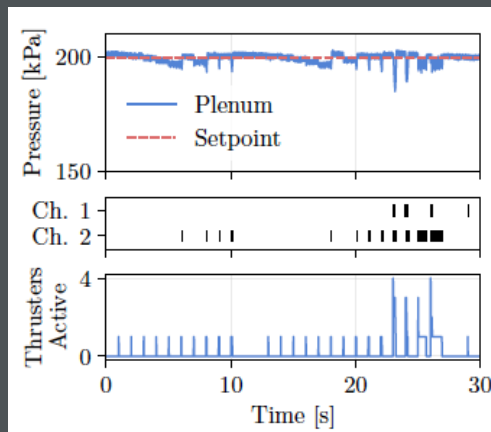 Pressure [kPa]
200
150
Plenum
Setpoint
Ch. 1
Ch. 2
Thrusters
Active
4
0
0
10
20
30
Time [s]